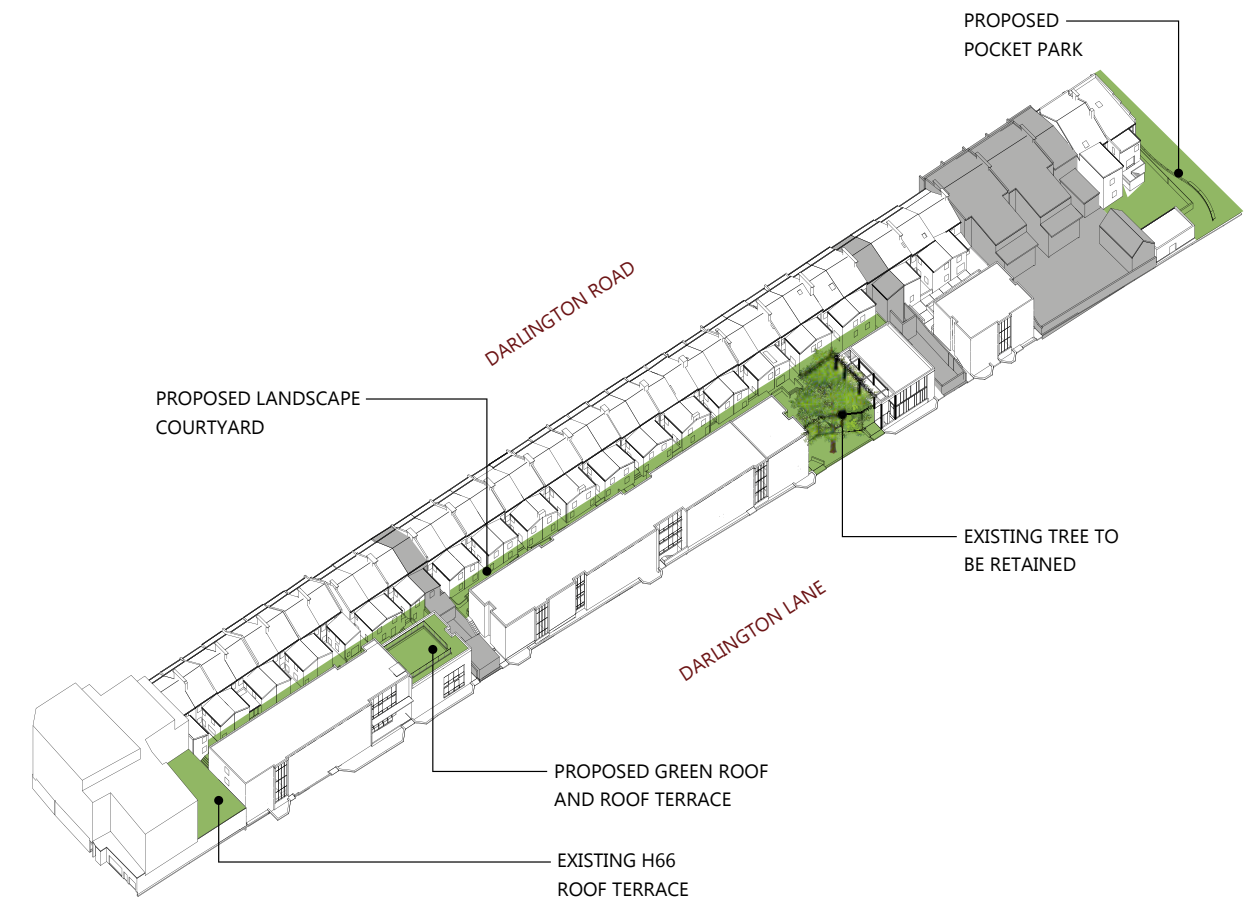 PROPOSED
POCKET PARK
DARLINGTON ROAD
PROPOSED LANDSCAPE
COURTYARD
EXISTING TREE TO
BE RETAINED
DARLINGTON LANE
PROPOSED GREEN ROOF
AND ROOF TERRACE
EXISTING H66
ROOF TERRACE